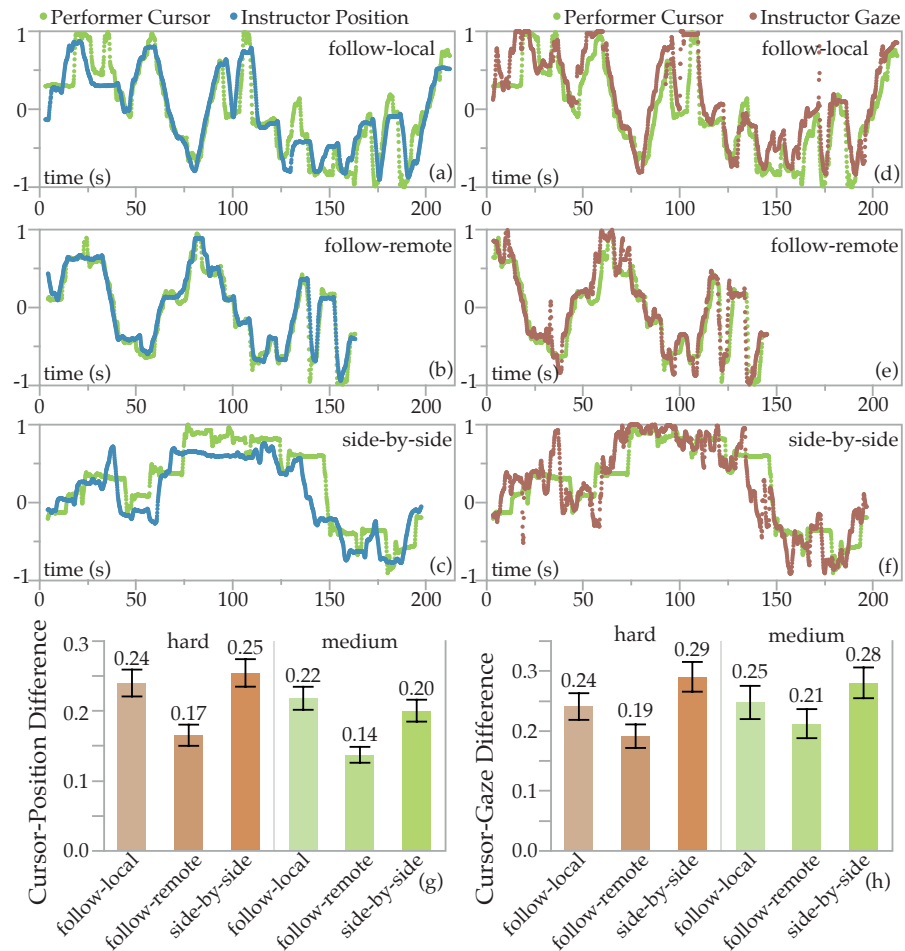 Performer Cursor Instructor Position
1
0
-1
follow-local
time (s)
(a)
0 50 100 150 200
1
0
-1
follow-remote
time (s)
(b)
0 50 100 150 200
1
0
-1
side-by-side
time (s)
(c)
0 50 100 150 200
Performer Cursor Instructor Gaze
1
0
-1
follow-local
time (s)
(d)
0 50 100 150 200
1
0
-1
follow-remote
time (s)
(e)
0 50 100 150 200
1
0
-1
side-by-side
time (s)
(f)
0 50 100 150 200
Cursor-Position Difference
0.3
0.2
0.1
0.0
hard medium
0.24 0.17 0.25 0.22 0.14 0.20
follow-local follow-remote side-by-side follow-local follow-remote side-by-side
(g)
Cursor-Gaze Difference
0.3
0.2
0.1
0.0
hard medium
0.24 0.19 0.29 0.25 0.21 0.28
follow-local follow-remote side-by-side follow-local follow-remote side-by-side
(h)